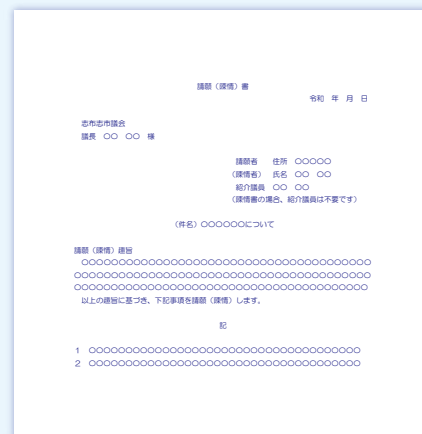 請願（陳情）書
令和　年　月　日
志布志市議会
議長　〇〇　〇〇　様
請願者　住所　〇〇〇〇〇
（陳情者）　氏名　〇〇　〇〇
紹介議員　〇〇　〇〇
（陳情書の場合、紹介議員は不要です）
（件名）〇〇〇〇〇〇について
請願（陳情）趣旨
〇〇〇〇〇〇〇〇〇〇〇〇〇〇〇〇〇〇〇〇〇〇〇〇〇〇〇〇〇〇〇〇〇〇〇〇〇〇〇
〇〇〇〇〇〇〇〇〇〇〇〇〇〇〇〇〇〇〇〇〇〇〇〇〇〇〇〇〇〇〇〇〇〇〇〇〇〇〇〇
〇〇〇〇〇〇〇〇〇〇〇〇〇〇〇〇〇〇〇〇〇〇〇〇〇〇〇〇〇〇〇〇〇〇〇〇〇〇〇〇
以上の趣旨に基づき、下記事項を請願（陳情）します。
記
１　〇〇〇〇〇〇〇〇〇〇〇〇〇〇〇〇〇〇〇〇〇〇〇〇〇〇〇〇〇〇〇〇〇〇〇〇〇
２　〇〇〇〇〇〇〇〇〇〇〇〇〇〇〇〇〇〇〇〇〇〇〇〇〇〇〇〇〇〇〇〇〇〇〇〇〇